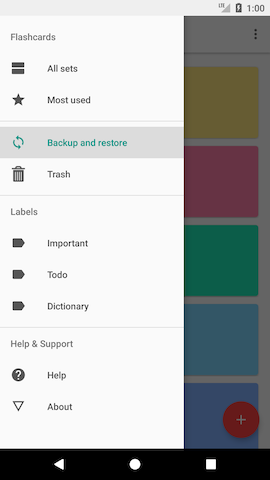 LTE 1:00
Flashcards
All sets
Most used
Backup and restore
Trash
Labels
Important
Todo
Dictionary
Help & Support
Help
About